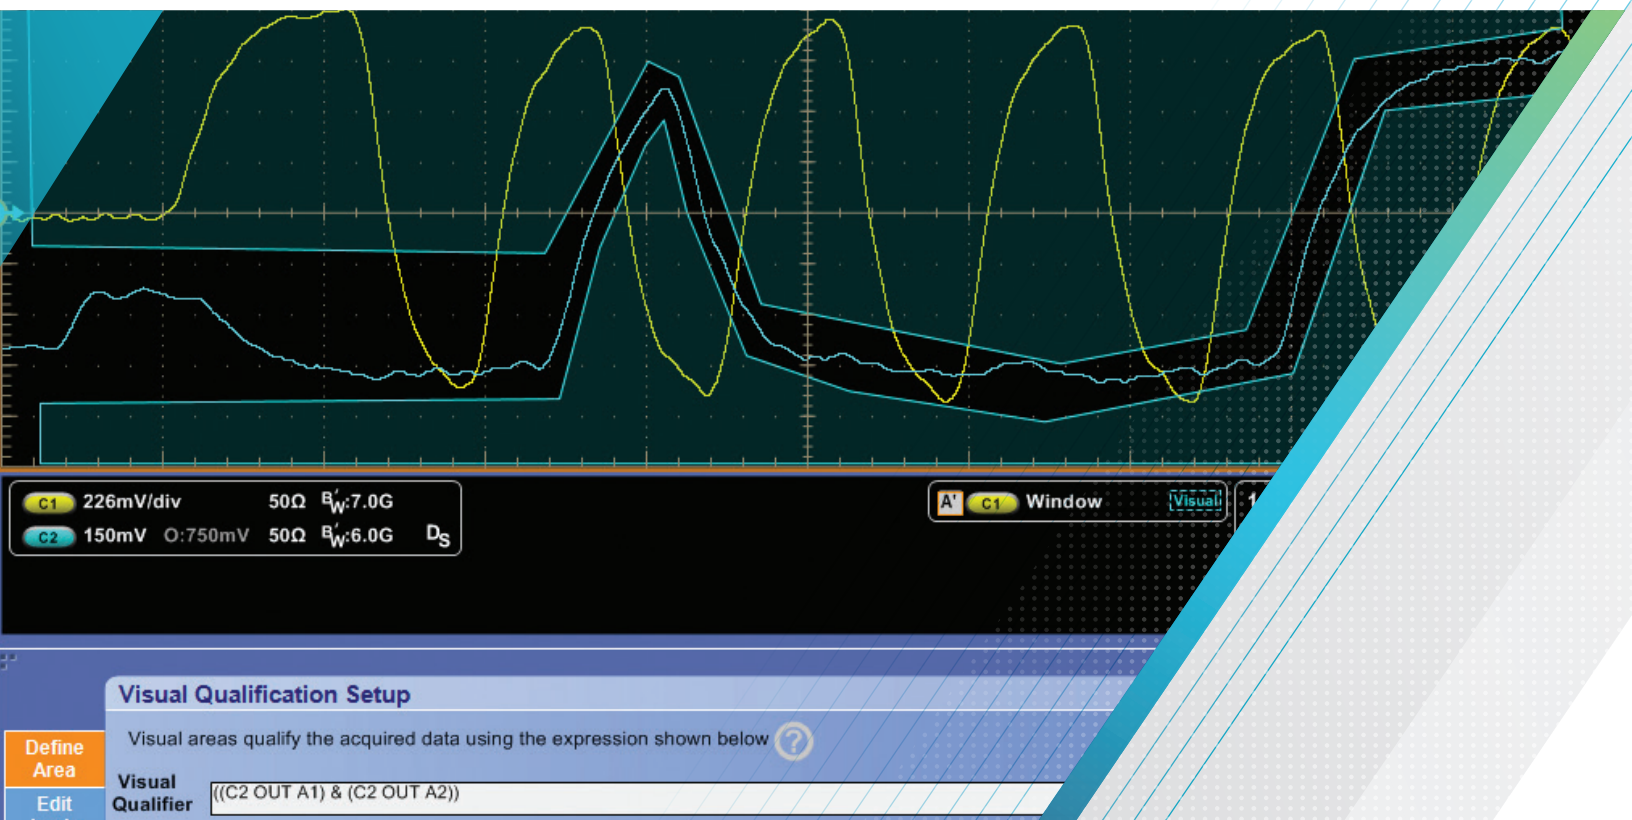 C1 226mV/div 50Ω BW:7.0G
C2 150mV O:750mV 50Ω BW:6.0G DS
A' C1 Window Visual
Visual Qualification Setup
Visual areas qualify the acquired data using the expression shown below ?
Define
Area
Visual
Qualifier
((C2 OUT A1) & (C2 OUT A2))
Edit